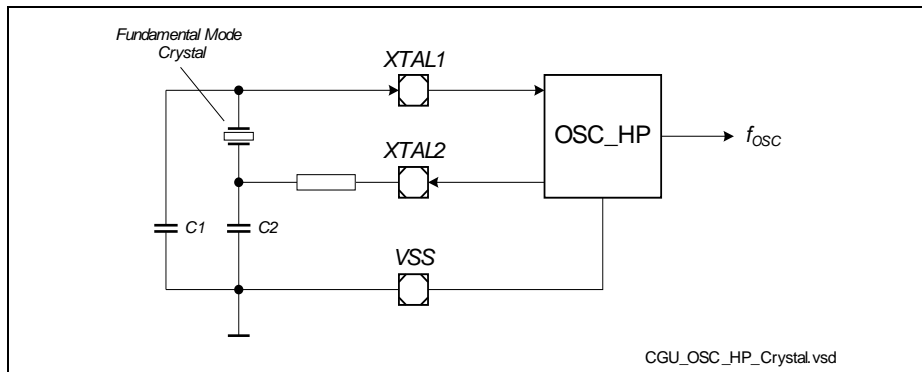 Fundamental Mode
Crystal
XTAL1
OSC_HP
fOSC
XTAL2
C1
C2
VSS
CGU_OSC_HP_Crystal.vsd